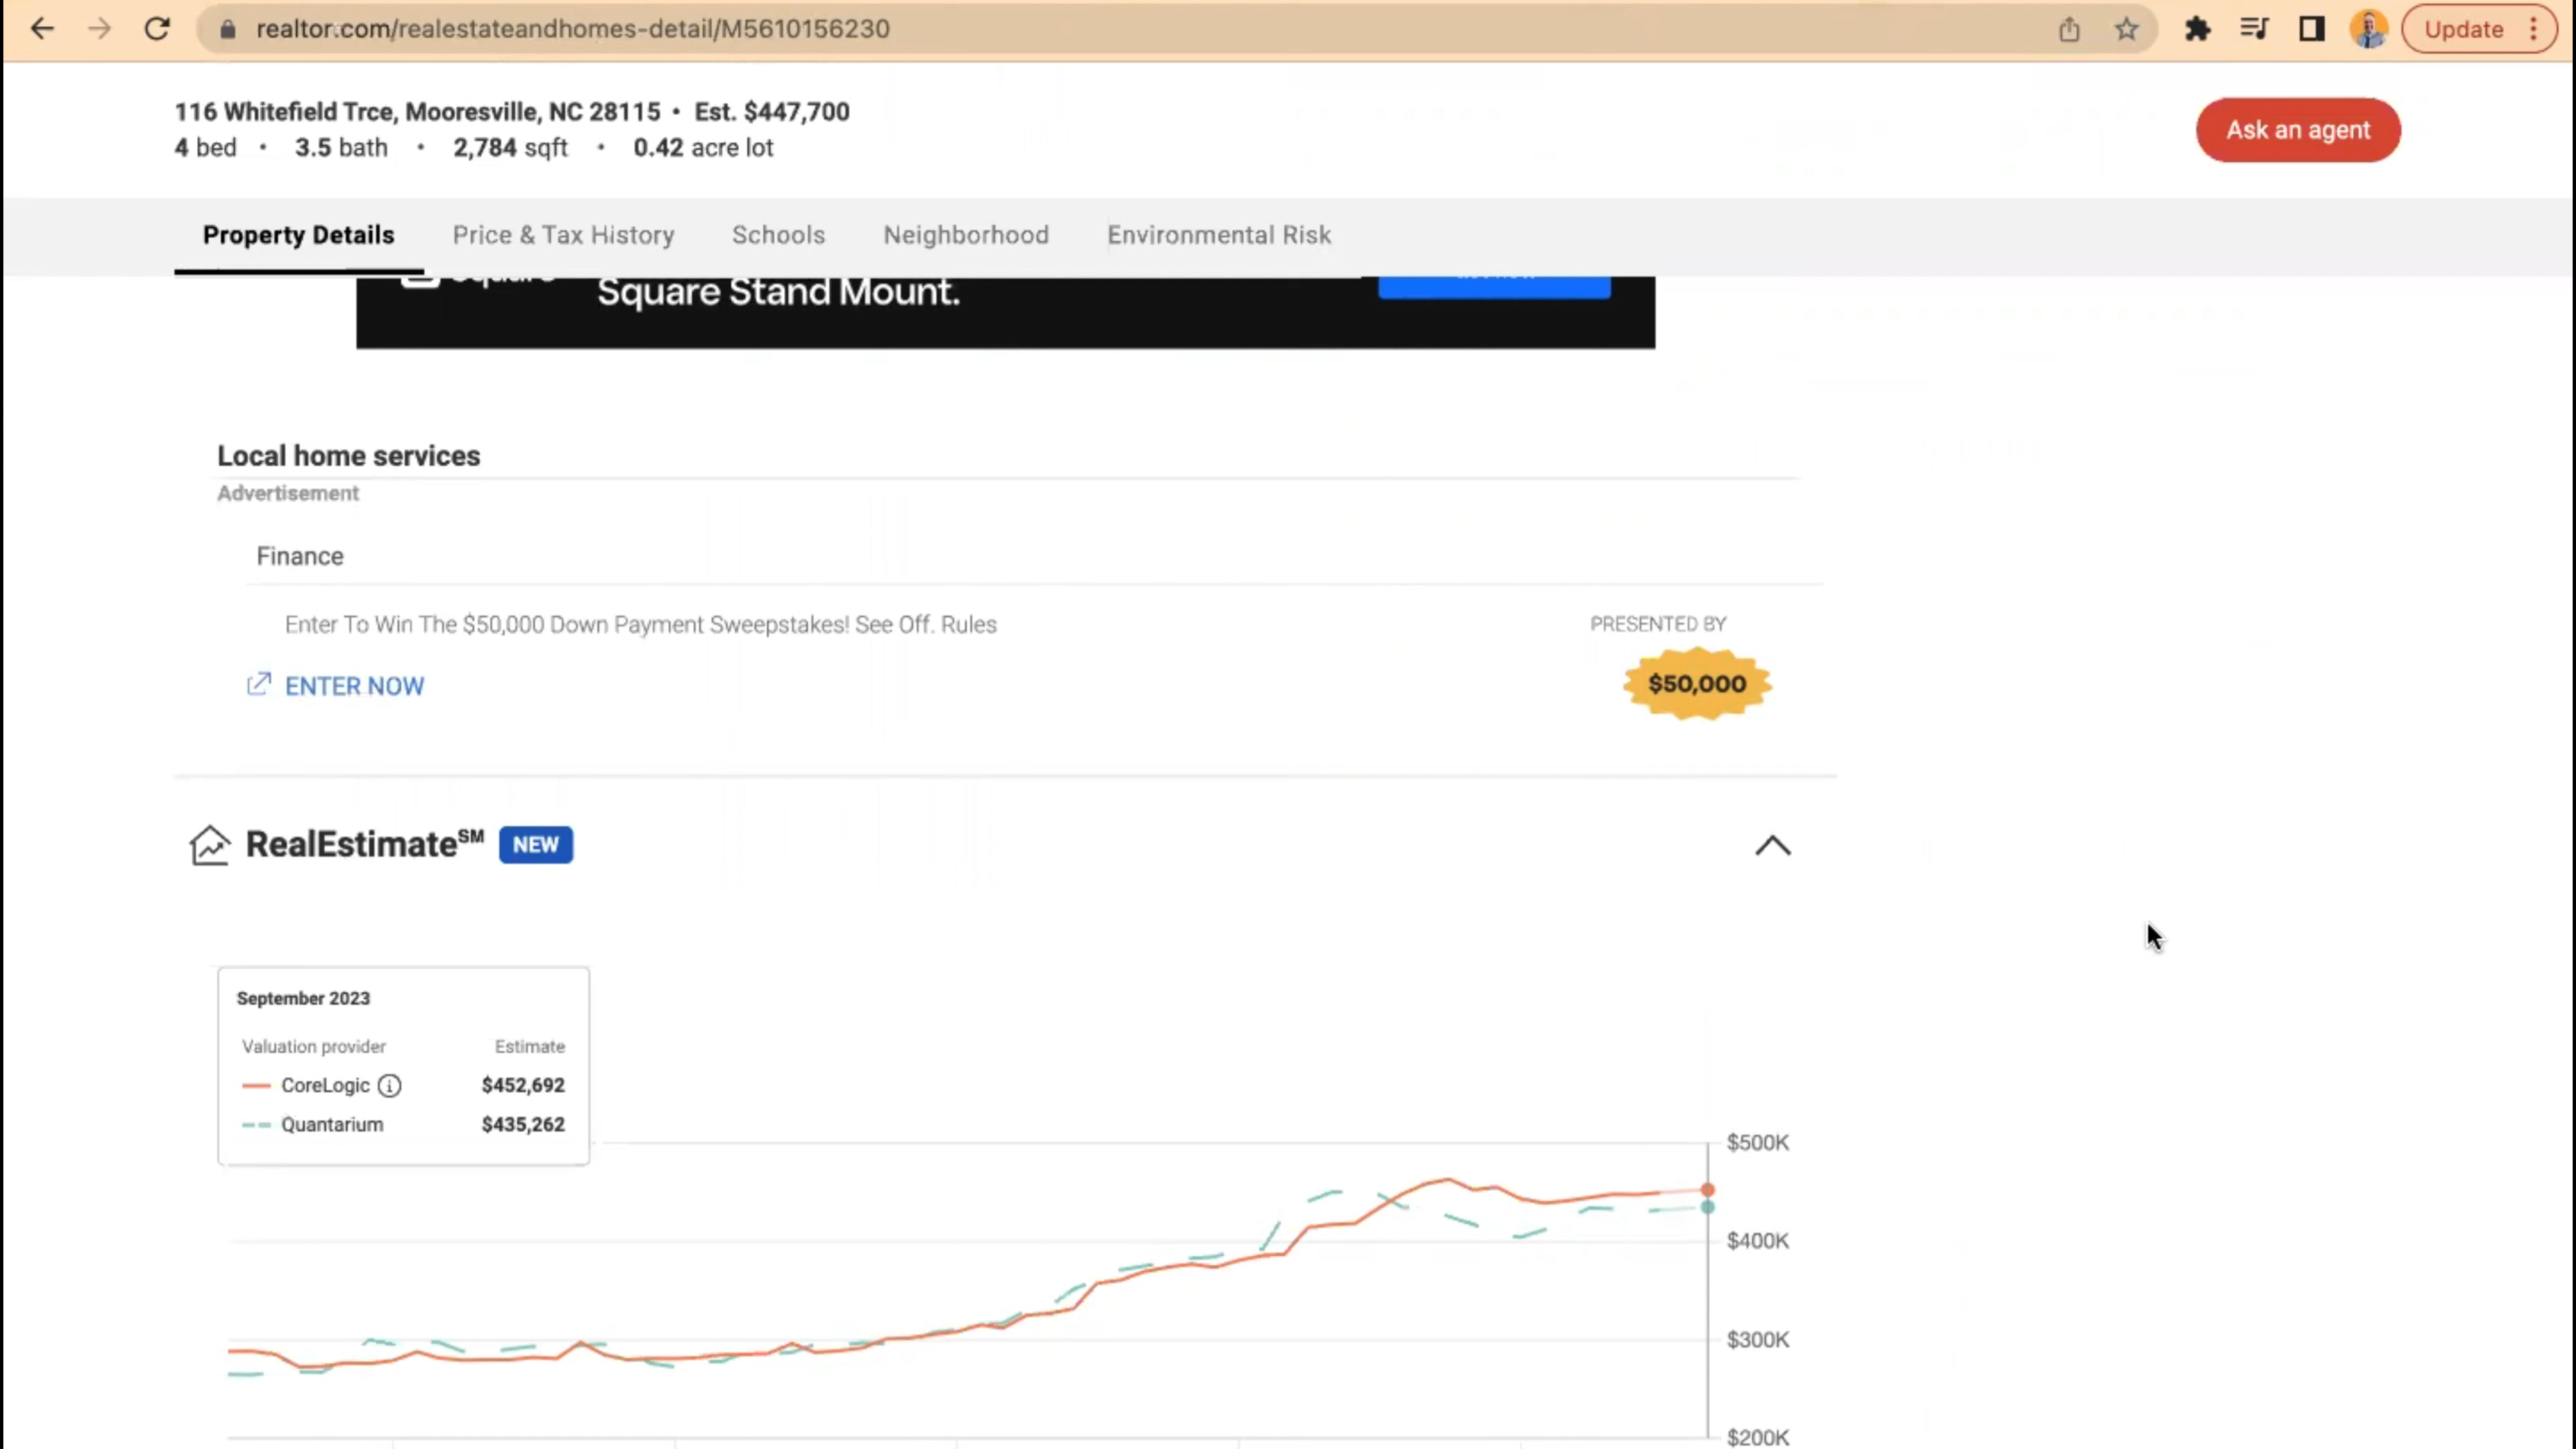 realtor.com/realestateandhomes-detail/M5610156230
Update
116 Whitefield Trce, Mooresville, NC 28115 • Est. $447,700
4 bed • 3.5 bath • 2,784 sqft • 0.42 acre lot
Ask an agent
Property Details Price & Tax History Schools Neighborhood Environmental Risk
Square Stand Mount.
Local home services
Advertisement
Finance
Enter To Win The $50,000 Down Payment Sweepstakes! See Off. Rules
PRESENTED BY
$50,000
ENTER NOW
RealEstimate℠ NEW
September 2023
Valuation provider Estimate
CoreLogic $452,692
Quantarium $435,262
$500K
$400K
$300K
$200K